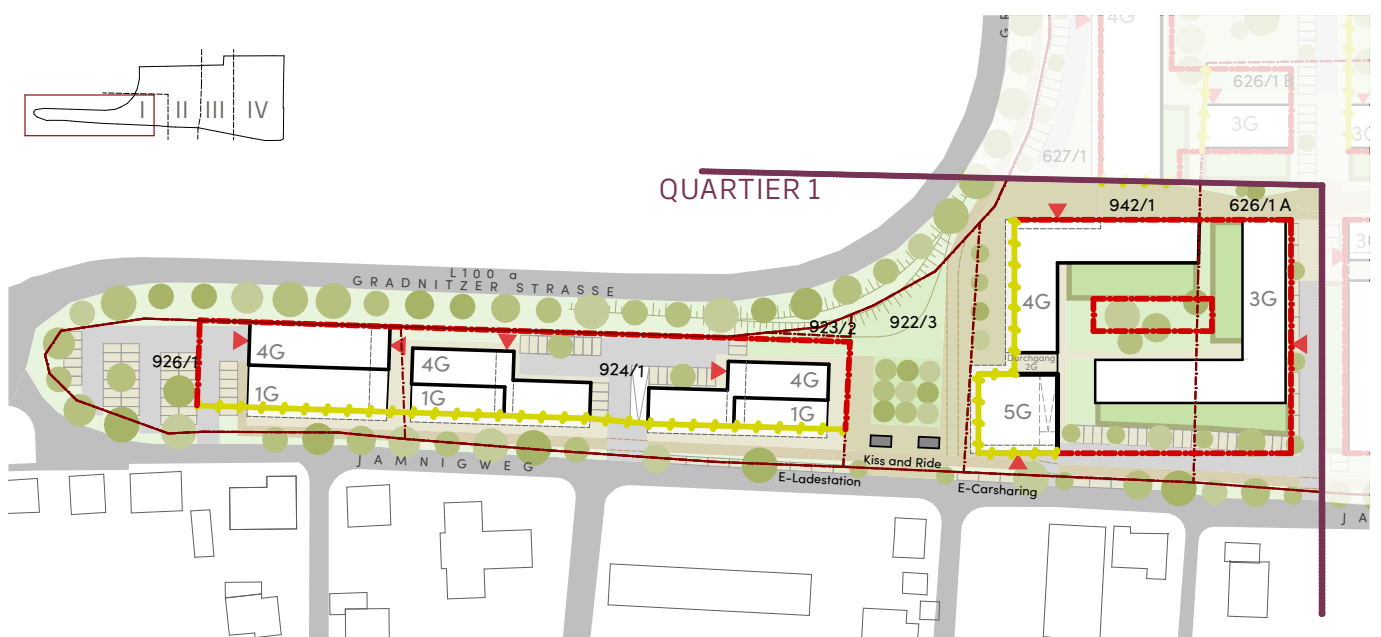 4G
G
626/1 B
I
II
III
IV
3G
627/1
QUARTIER 1
942/1
626/1 A
L100 a
GRADNITZER STRASSE
3G
4G
923/2
922/3
4G
926/1
4G
924/1
4G
Durchgang
2G
1G
1G
1G
5G
Kiss and Ride
JAMNIGWEG
E-Ladestation
E-Carsharing
JA